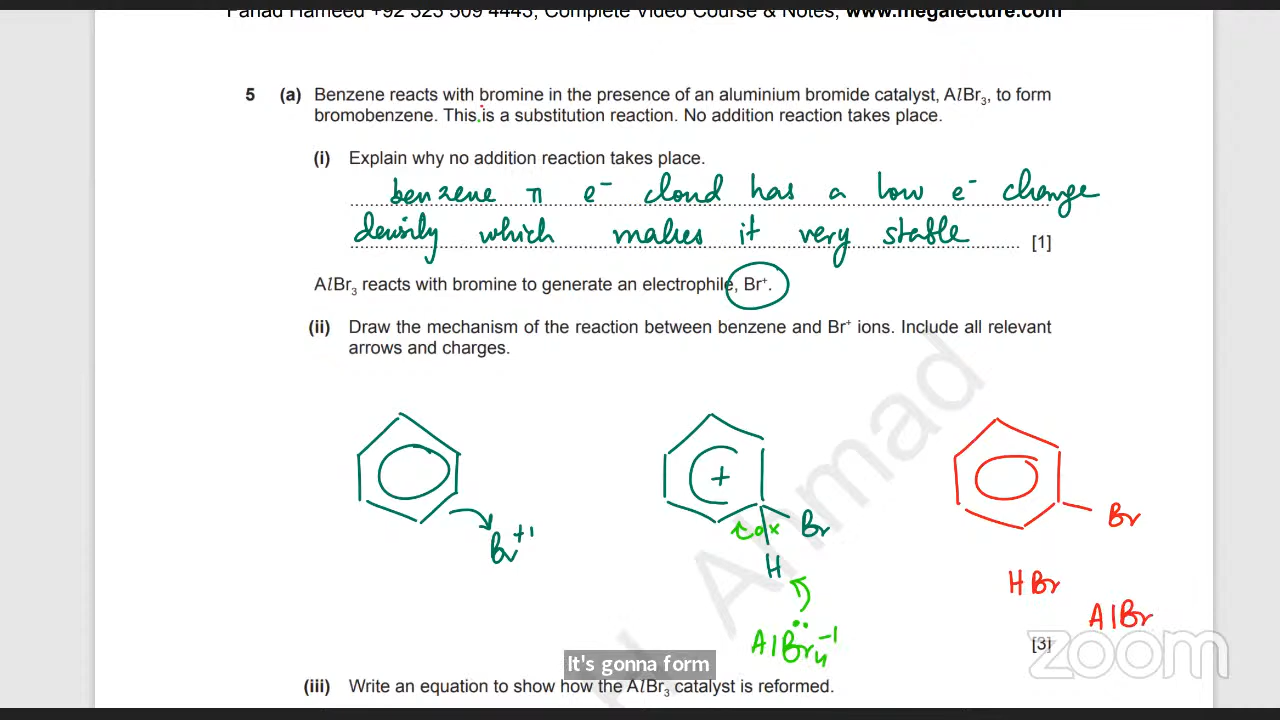 Fahad Hameed +92 323 509 4443, Complete Video Course & Notes, www.megalecture.com
5 (a) Benzene reacts with bromine in the presence of an aluminium bromide catalyst, AlBr₃, to form
bromobenzene. This is a substitution reaction. No addition reaction takes place.
(i) Explain why no addition reaction takes place.
benzene π e⁻ cloud has a low e⁻ change
density which makes it very stable
[1]
AlBr₃ reacts with bromine to generate an electrophile, Br⁺.
(ii) Draw the mechanism of the reaction between benzene and Br⁺ ions. Include all relevant
arrows and charges.
+
Br⁺¹
Br
H
AlBr₄⁻¹
Br
HBr
AlBr
[3]
N. Ahmad
zoom
It's gonna form
(iii) Write an equation to show how the AlBr₃ catalyst is reformed.